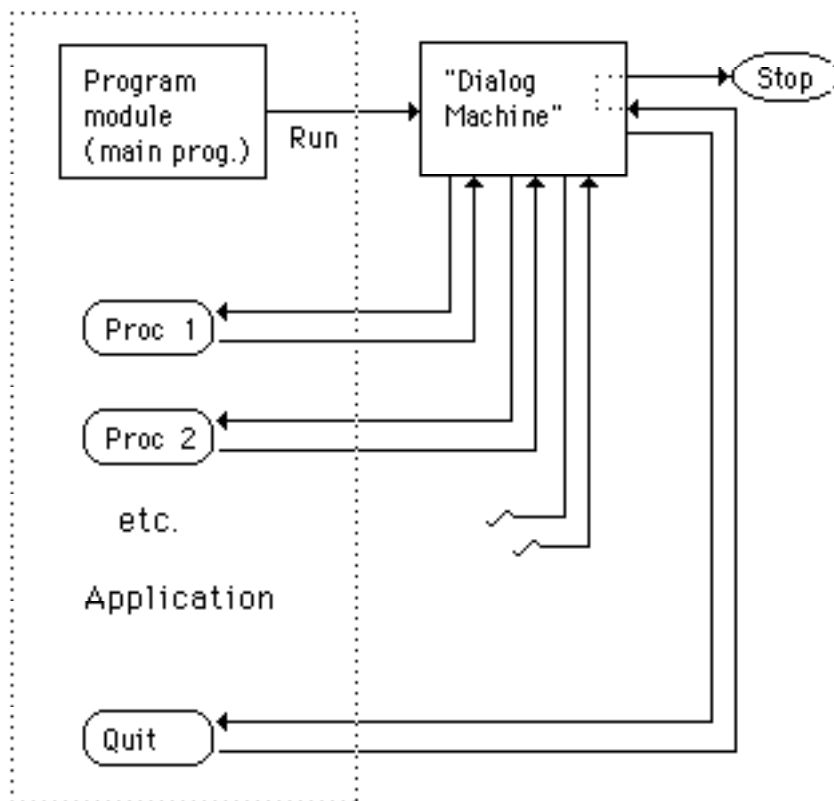 Program
module
(main prog.)
Run
"Dialog
Machine"
Stop
Proc 1
Proc 2
etc.
Application
Quit